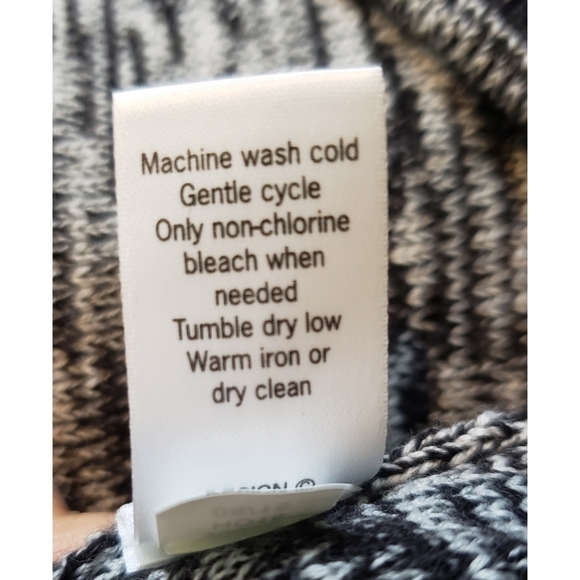 Machine wash cold
Gentle cycle
Only non-chlorine
bleach when
needed
Tumble dry low
Warm iron or
dry clean
DESIGN ©